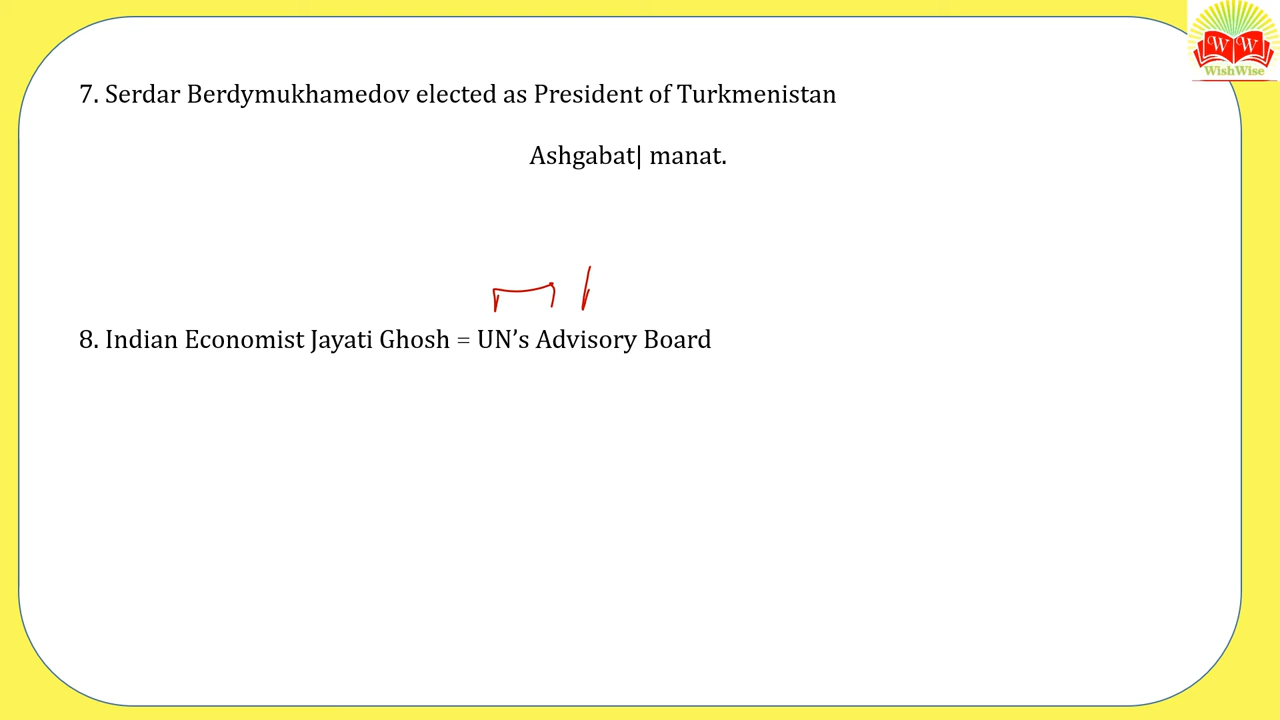 W W
WishWise
7. Serdar Berdymukhamedov elected as President of Turkmenistan
Ashgabat| manat.
8. Indian Economist Jayati Ghosh = UN’s Advisory Board